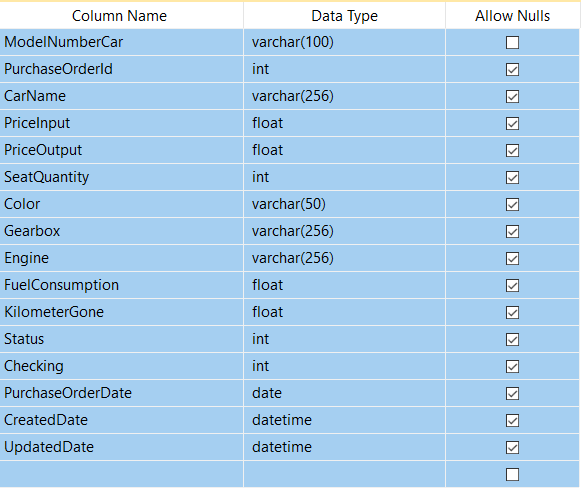 Column Name Data Type Allow Nulls
ModelNumberCar varchar(100)
PurchaseOrderId int
CarName varchar(256)
PriceInput float
PriceOutput float
SeatQuantity int
Color varchar(50)
Gearbox varchar(256)
Engine varchar(256)
FuelConsumption float
KilometerGone float
Status int
Checking int
PurchaseOrderDate date
CreatedDate datetime
UpdatedDate datetime